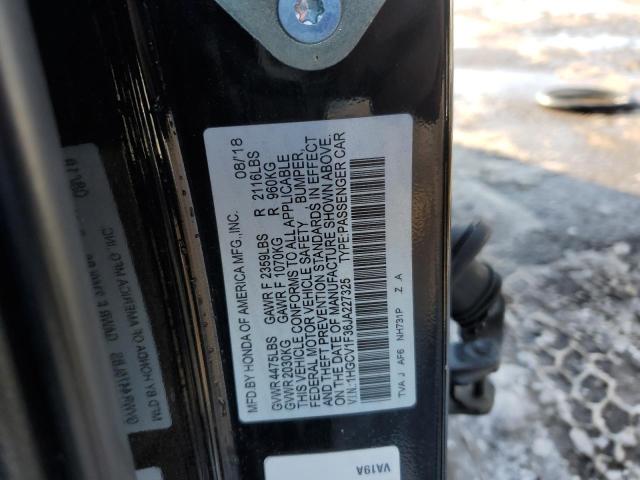 MFD.BY HONDA OF AMERICA MFG.,INC. 08/'18
GVWR 4475LBS GAWR F 2359LBS R 2116LBS
GVWR 2030KG GAWR F 1070KG R 960KG
THIS VEHICLE CONFORMS TO ALL APPLICABLE
FEDERAL MOTOR VEHICLE SAFETY, BUMPER,
AND THEFT PREVENTION STANDARDS IN EFFECT
ON THE DATE OF MANUFACTURE SHOWN ABOVE.
V.I.N.:1HGCV1F36JA227325 TYPE:PASSENGER CAR
TVA J AF6 NH731P Z A
VA19A